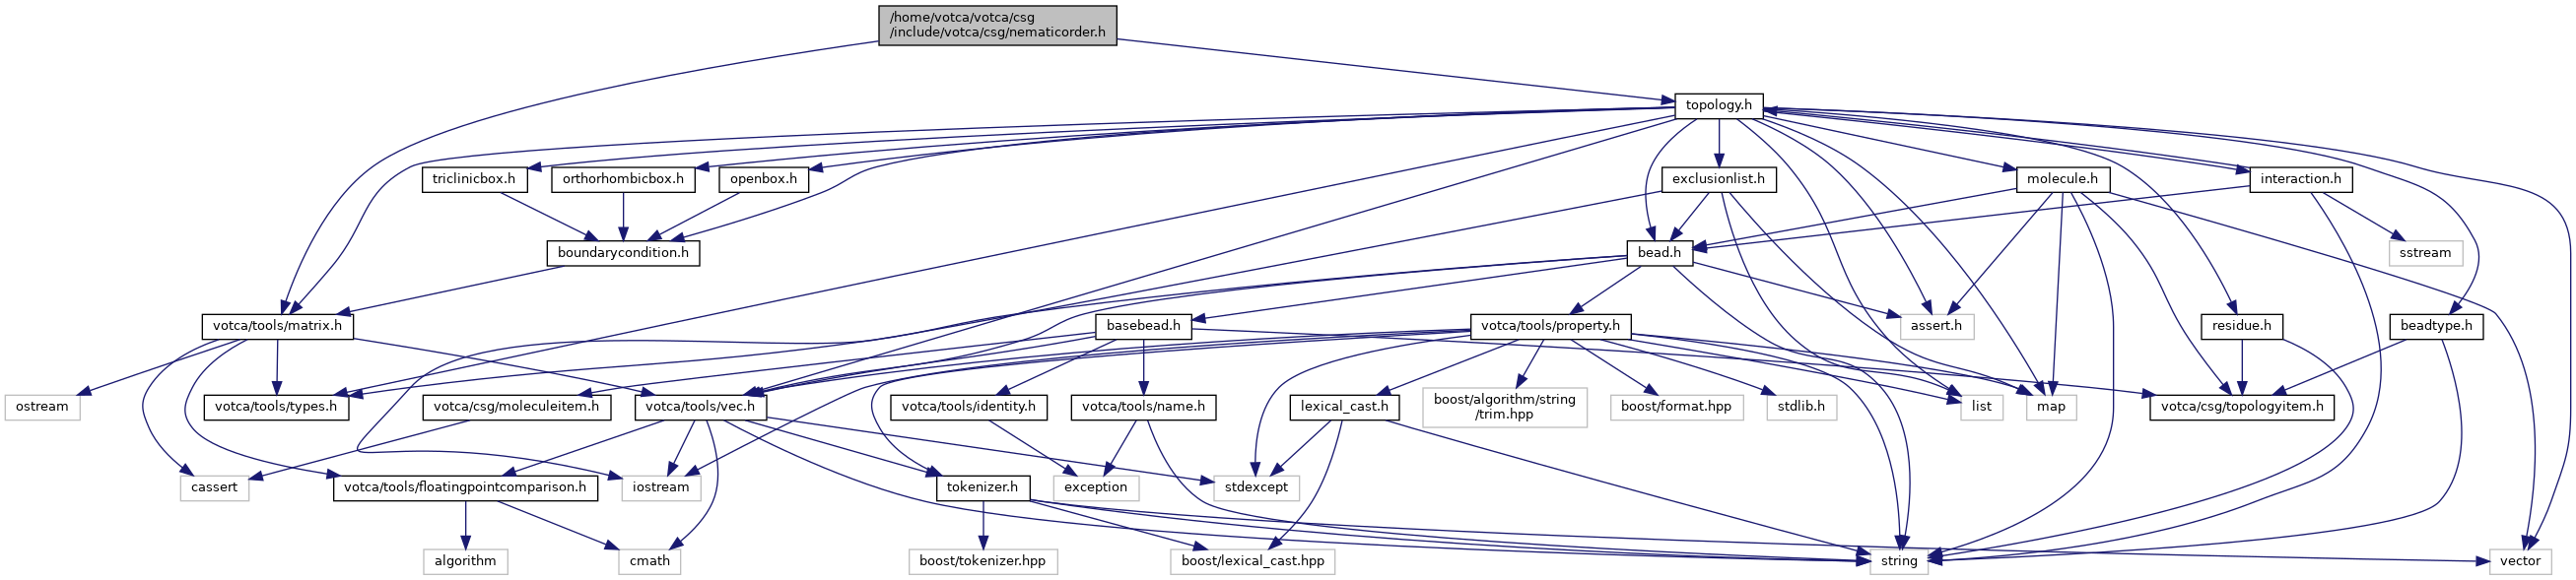 /home/votca/votca/csg
/include/votca/csg/nematicorder.h
topology.h
triclinicbox.h
orthorhombicbox.h
openbox.h
exclusionlist.h
molecule.h
interaction.h
boundarycondition.h
bead.h
sstream
votca/tools/matrix.h
basebead.h
votca/tools/property.h
assert.h
residue.h
beadtype.h
ostream
votca/tools/types.h
votca/csg/moleculeitem.h
votca/tools/vec.h
votca/tools/identity.h
votca/tools/name.h
lexical_cast.h
boost/algorithm/string
/trim.hpp
boost/format.hpp
stdlib.h
list
map
votca/csg/topologyitem.h
cassert
votca/tools/floatingpointcomparison.h
iostream
tokenizer.h
exception
stdexcept
algorithm
cmath
boost/tokenizer.hpp
boost/lexical_cast.hpp
string
vector